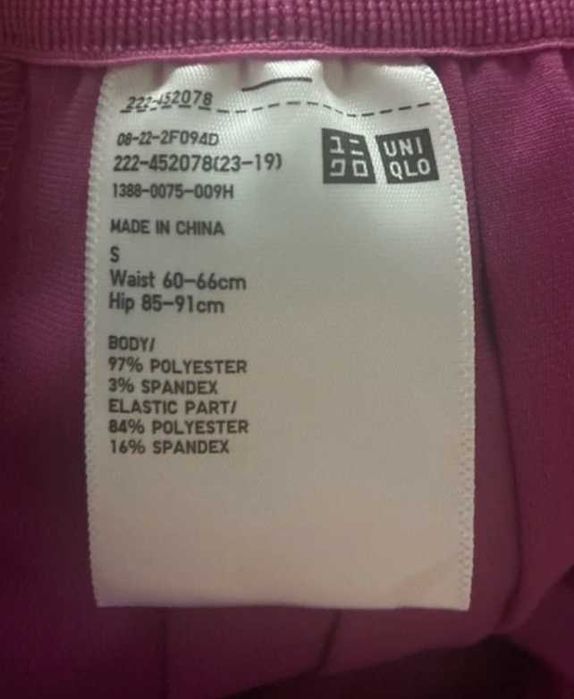 222-452078
08-22-2F094D
222-452078(23-19)
1388-0075-009H
ユニ
クロ
UNI
QLO
MADE IN CHINA
S
Waist 60-66cm
Hip 85-91cm
BODY/
97% POLYESTER
3% SPANDEX
ELASTIC PART/
84% POLYESTER
16% SPANDEX